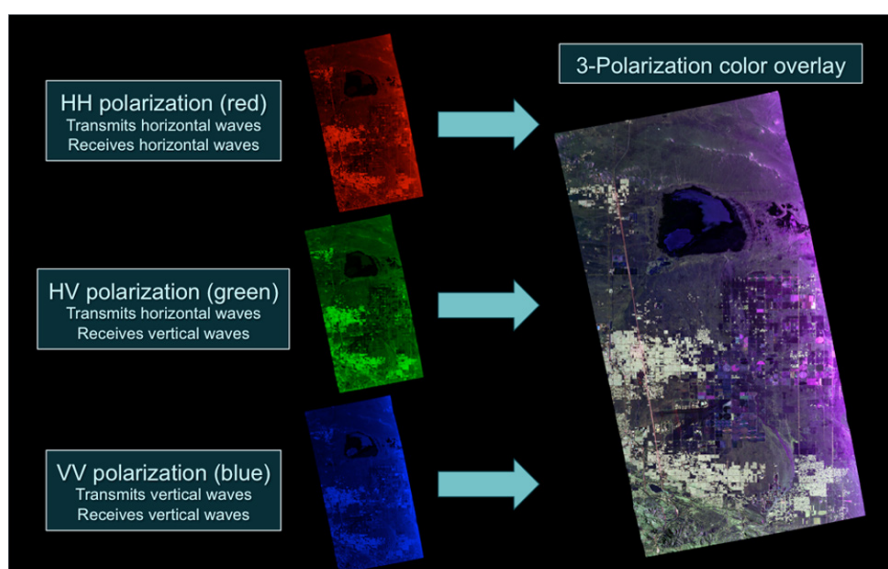 HH polarization (red)
Transmits horizontal waves
Receives horizontal waves
3-Polarization color overlay
HV polarization (green)
Transmits horizontal waves
Receives vertical waves
VV polarization (blue)
Transmits vertical waves
Receives vertical waves